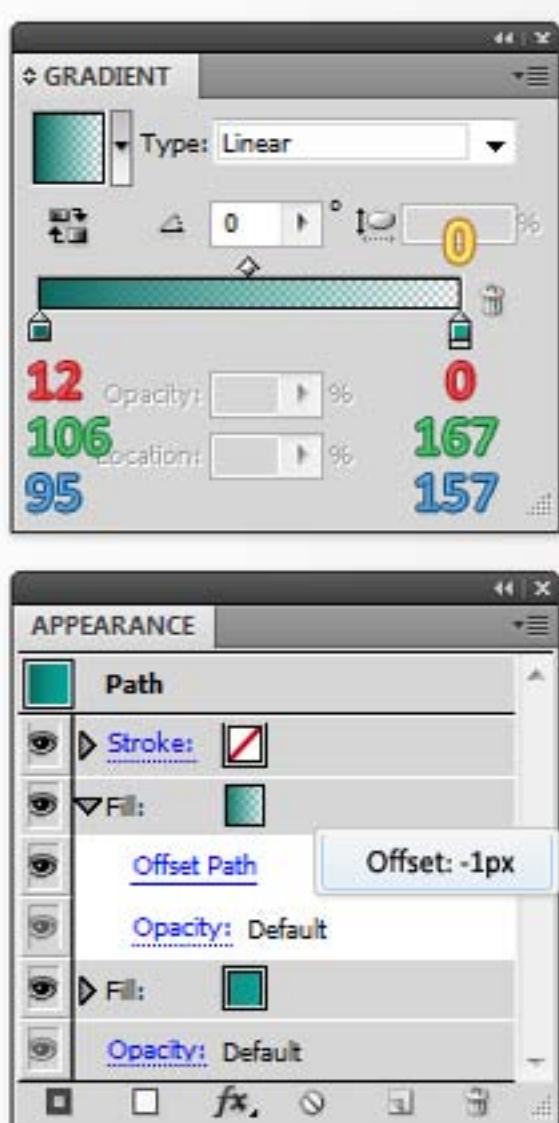 GRADIENT
Type: Linear
0 ° %
0
12 Opacity: % 0
106 Location: % 167
95 157
APPEARANCE
Path
Stroke:
Fill:
Offset Path Offset: -1px
Opacity: Default
Fill:
Opacity: Default
fx